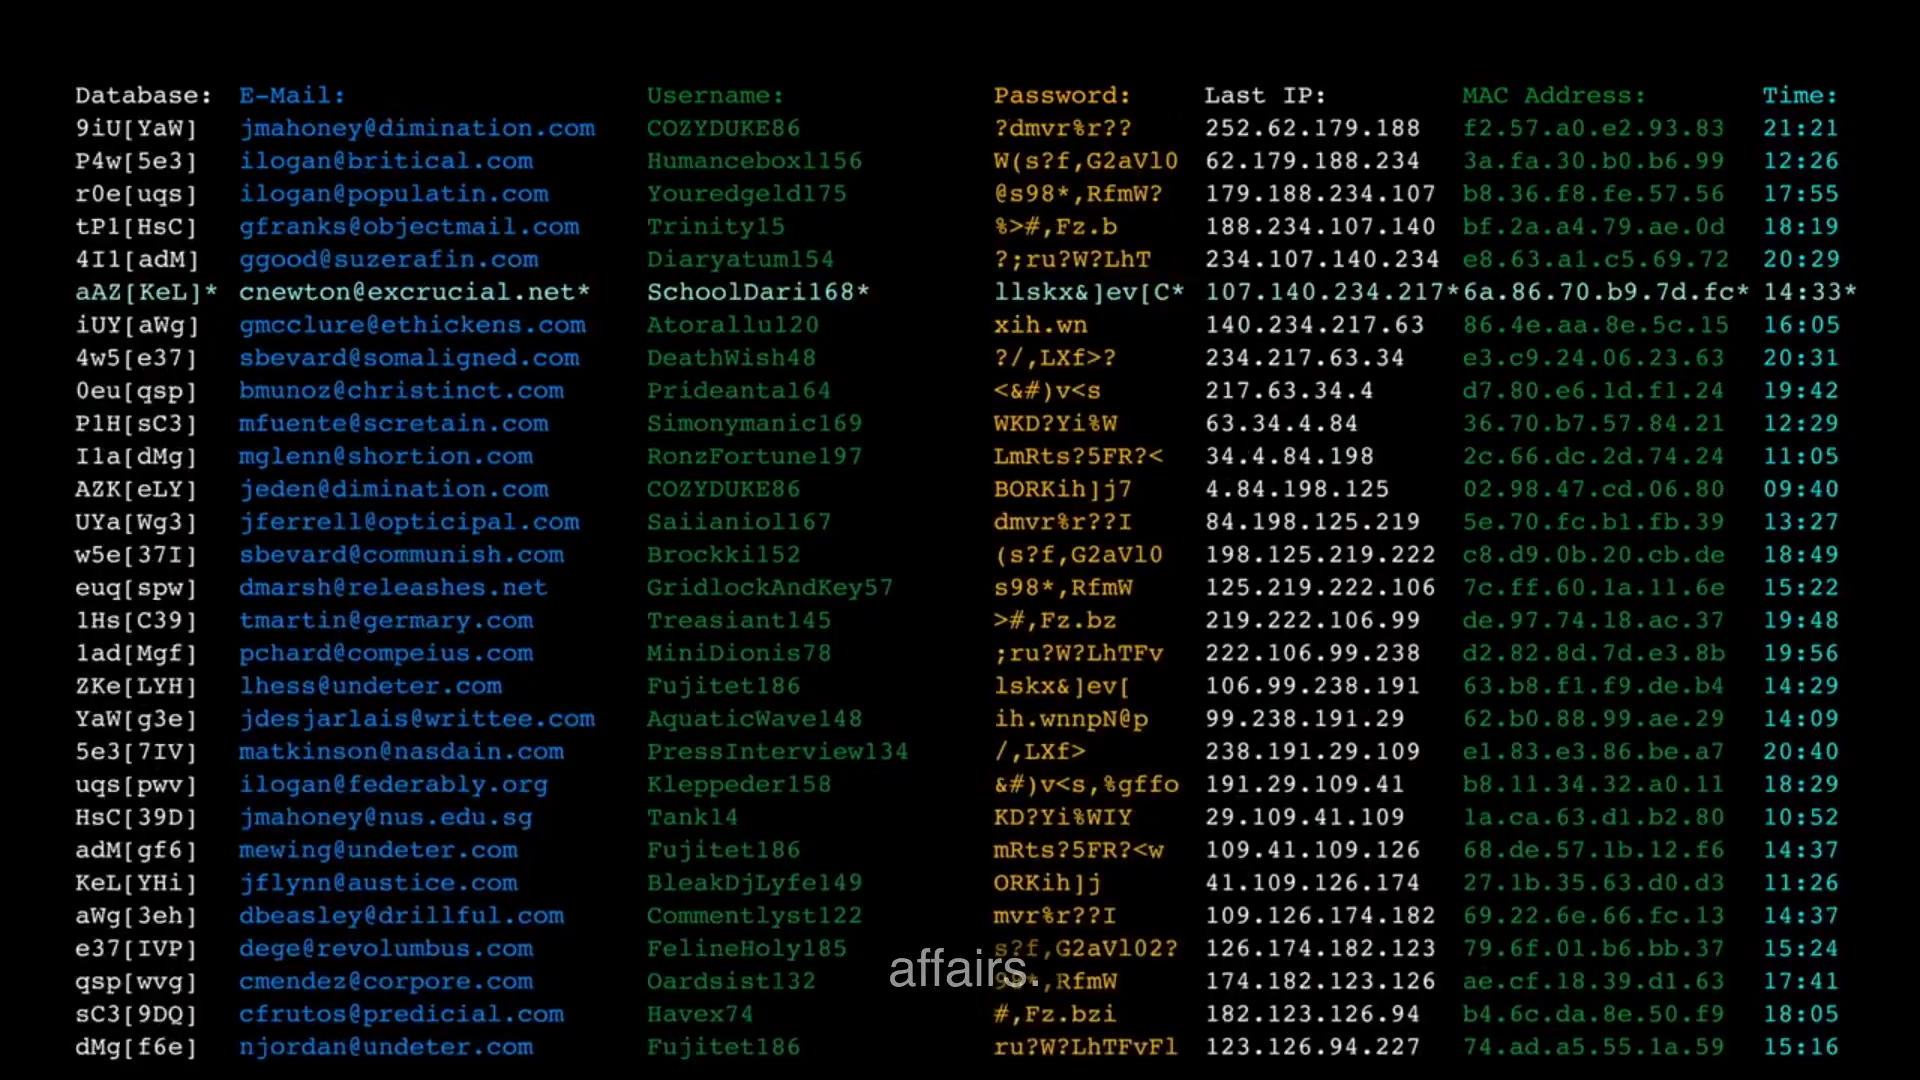 Database: E-Mail: Username: Password: Last IP: MAC Address: Time:
9iU[YaW] jmahoney@dimination.com COZYDUKE86 ?dmvr%r?? 252.62.179.188 f2.57.a0.e2.93.83 21:21
P4w[5e3] ilogan@britical.com Humancebox1156 W(s?f,G2aVl0 62.179.188.234 3a.fa.30.b0.b6.99 12:26
r0e[uqs] ilogan@populatin.com Youredgeld175 @s98*,RfmW? 179.188.234.107 b8.36.f8.fe.57.56 17:55
tP1[HsC] gfranks@objectmail.com Trinity15 %>#,Fz.b 188.234.107.140 bf.2a.a4.79.ae.0d 18:19
4I1[adM] ggood@suzerafin.com Diaryatum154 ?;ru?W?LhT 234.107.140.234 e8.63.a1.c5.69.72 20:29
aAZ[KeL]* cnewton@excrucial.net* SchoolDari168* llskx&]ev[C* 107.140.234.217* 6a.86.70.b9.7d.fc* 14:33*
iUY[aWg] gmcclure@ethickens.com Atorallu120 xih.wn 140.234.217.63 86.4e.aa.8e.5c.15 16:05
4w5[e37] sbevard@somaligned.com DeathWish48 ?/,LXf>? 234.217.63.34 e3.c9.24.06.23.63 20:31
0eu[qsp] bmunoz@christinct.com Prideanta164 <&#)v<s 217.63.34.4 d7.80.e6.1d.f1.24 19:42
P1H[sC3] mfuente@scretain.com Simonymanic169 WKD?Yi%W 63.34.4.84 36.70.b7.57.84.21 12:29
I1a[dMg] mglenn@shortion.com RonzFortune197 LmRts?5FR?< 34.4.84.198 2c.66.dc.2d.74.24 11:05
AZK[eLY] jeden@dimination.com COZYDUKE86 BORKih]j7 4.84.198.125 02.98.47.cd.06.80 09:40
UYa[Wg3] jferrell@opticipal.com Saiianiol167 dmvr%r??I 84.198.125.219 5e.70.fc.b1.fb.39 13:27
w5e[37I] sbevard@communish.com Brockki152 (s?f,G2aVl0 198.125.219.222 c8.d9.0b.20.cb.de 18:49
euq[spw] dmarsh@releashes.net GridlockAndKey57 s98*,RfmW 125.219.222.106 7c.ff.60.1a.11.6e 15:22
1Hs[C39] tmartin@germary.com Treasiant145 >#,Fz.bz 219.222.106.99 de.97.74.18.ac.37 19:48
1ad[Mgf] pchard@compeius.com MiniDionis78 ;ru?W?LhTFv 222.106.99.238 d2.82.8d.7d.e3.8b 19:56
ZKe[LYH] lhess@undeter.com Fujitet186 lskx&]ev[ 106.99.238.191 63.b8.f1.f9.de.b4 14:29
YaW[g3e] jdesjarlais@writtee.com AquaticWave148 ih.wnnpN@p 99.238.191.29 62.b0.88.99.ae.29 14:09
5e3[7IV] matkinson@nasdain.com PressInterview134 /,LXf> 238.191.29.109 e1.83.e3.86.be.a7 20:40
uqs[pwv] ilogan@federably.org Kleppeder158 &#)v<s,%gffo 191.29.109.41 b8.11.34.32.a0.11 18:29
HsC[39D] jmahoney@nus.edu.sg Tank14 KD?Yi%WIY 29.109.41.109 1a.ca.63.d1.b2.80 10:52
adM[gf6] mewing@undeter.com Fujitet186 mRts?5FR?<w 109.41.109.126 68.de.57.1b.12.f6 14:37
KeL[YHi] jflynn@austice.com BleakDjLyfe149 ORKih]j 41.109.126.174 27.1b.35.63.d0.d3 11:26
aWg[3eh] dbeasley@drillful.com Commentlyst122 mvr%r??I 109.126.174.182 69.22.6e.66.fc.13 14:37
e37[IVP] dege@revolumbus.com FelineHoly185 s?f,G2aVl02? 126.174.182.123 79.6f.01.b6.bb.37 15:24
affairs.
qsp[wvg] cmendez@corpore.com Oardsist132 98*,RfmW 174.182.123.126 ae.cf.18.39.d1.63 17:41
sC3[9DQ] cfrutos@predicial.com Havex74 #,Fz.bzi 182.123.126.94 b4.6c.da.8e.50.f9 18:05
dMg[f6e] njordan@undeter.com Fujitet186 ru?W?LhTFvFl 123.126.94.227 74.ad.a5.55.1a.59 15:16